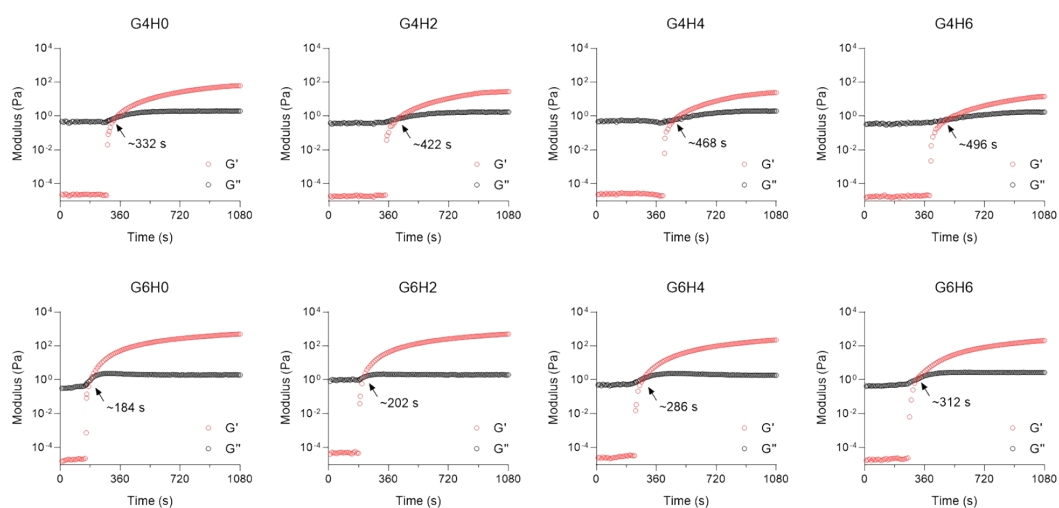 G4H0
G4H2
G4H4
G4H6
10^4
10^2
10^0
10^-2
10^-4
Modulus (Pa)
~332 s
G'
G"
0
360
720
1080
Time (s)
10^4
10^2
10^0
10^-2
10^-4
Modulus (Pa)
~422 s
G'
G"
0
360
720
1080
Time (s)
10^4
10^2
10^0
10^-2
10^-4
Modulus (Pa)
~468 s
G'
G"
0
360
720
1080
Time (s)
10^4
10^2
10^0
10^-2
10^-4
Modulus (Pa)
~496 s
G'
G"
0
360
720
1080
Time (s)
G6H0
G6H2
G6H4
G6H6
10^4
10^2
10^0
10^-2
10^-4
Modulus (Pa)
~184 s
G'
G"
0
360
720
1080
Time (s)
10^4
10^2
10^0
10^-2
10^-4
Modulus (Pa)
~202 s
G'
G"
0
360
720
1080
Time (s)
10^4
10^2
10^0
10^-2
10^-4
Modulus (Pa)
~286 s
G'
G"
0
360
720
1080
Time (s)
10^4
10^2
10^0
10^-2
10^-4
Modulus (Pa)
~312 s
G'
G"
0
360
720
1080
Time (s)